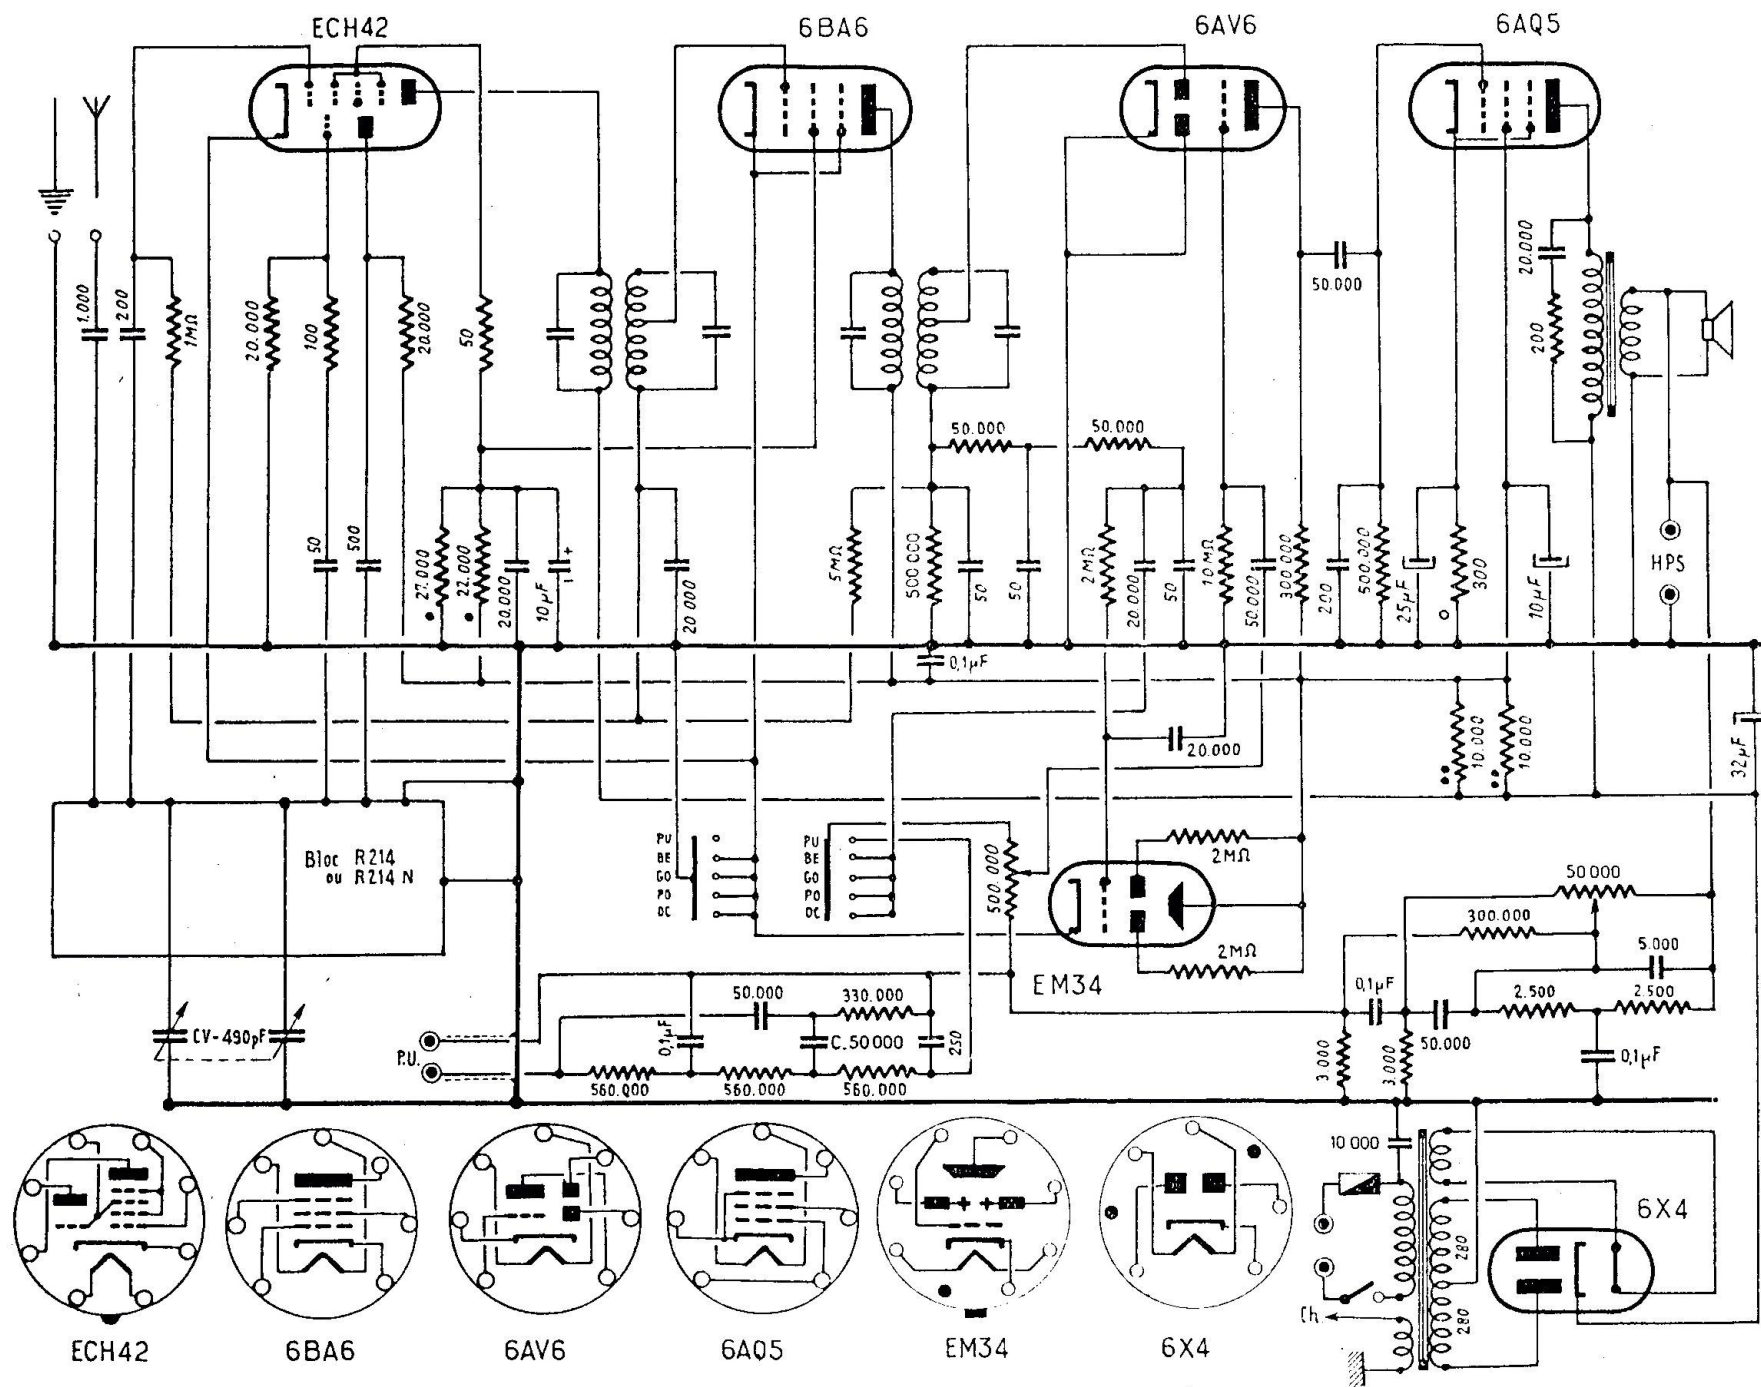 ECH42
6BA6
6AV6
6AQ5
1.000
200
1MΩ
20.000
100
20.000
50
50.000
20.000
200
50.000
50.000
27.000
22.000
20.000
10µF
+
-
50
500
20.000
5MΩ
500.000
50
50
2MΩ
20.000
50
10MΩ
50.000
300.000
200
500.000
25µF
300
10µF
HPS
0,1µF
20.000
10.000
10.000
32µF
Bloc R214
ou R214 N
PU
BE
GO
PO
OC
PU
BE
GO
PO
OC
500.000
2MΩ
2MΩ
EM34
50 000
300.000
5.000
0,1µF
2.500
2.500
50.000
0,1µF
3.000
3.000
CV-490pF
P.U.
50.000
330.000
0,1µF
C.50000
250
560.000
560.000
560.000
10 000
280
280
Ch.
6X4
ECH42
6BA6
6AV6
6AQ5
EM34
6X4